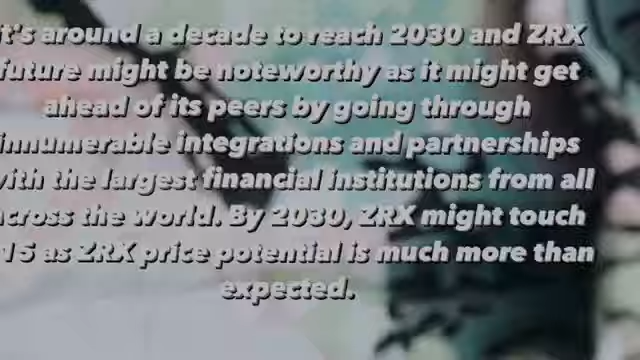 it's around a decade to reach 2030 and ZRX
future might be noteworthy as it might get
ahead of its peers by going through
innumerable integrations and partnerships
with the largest financial institutions from all
across the world. By 2030, ZRX might touch
15 as ZRX price potential is much more than
expected.